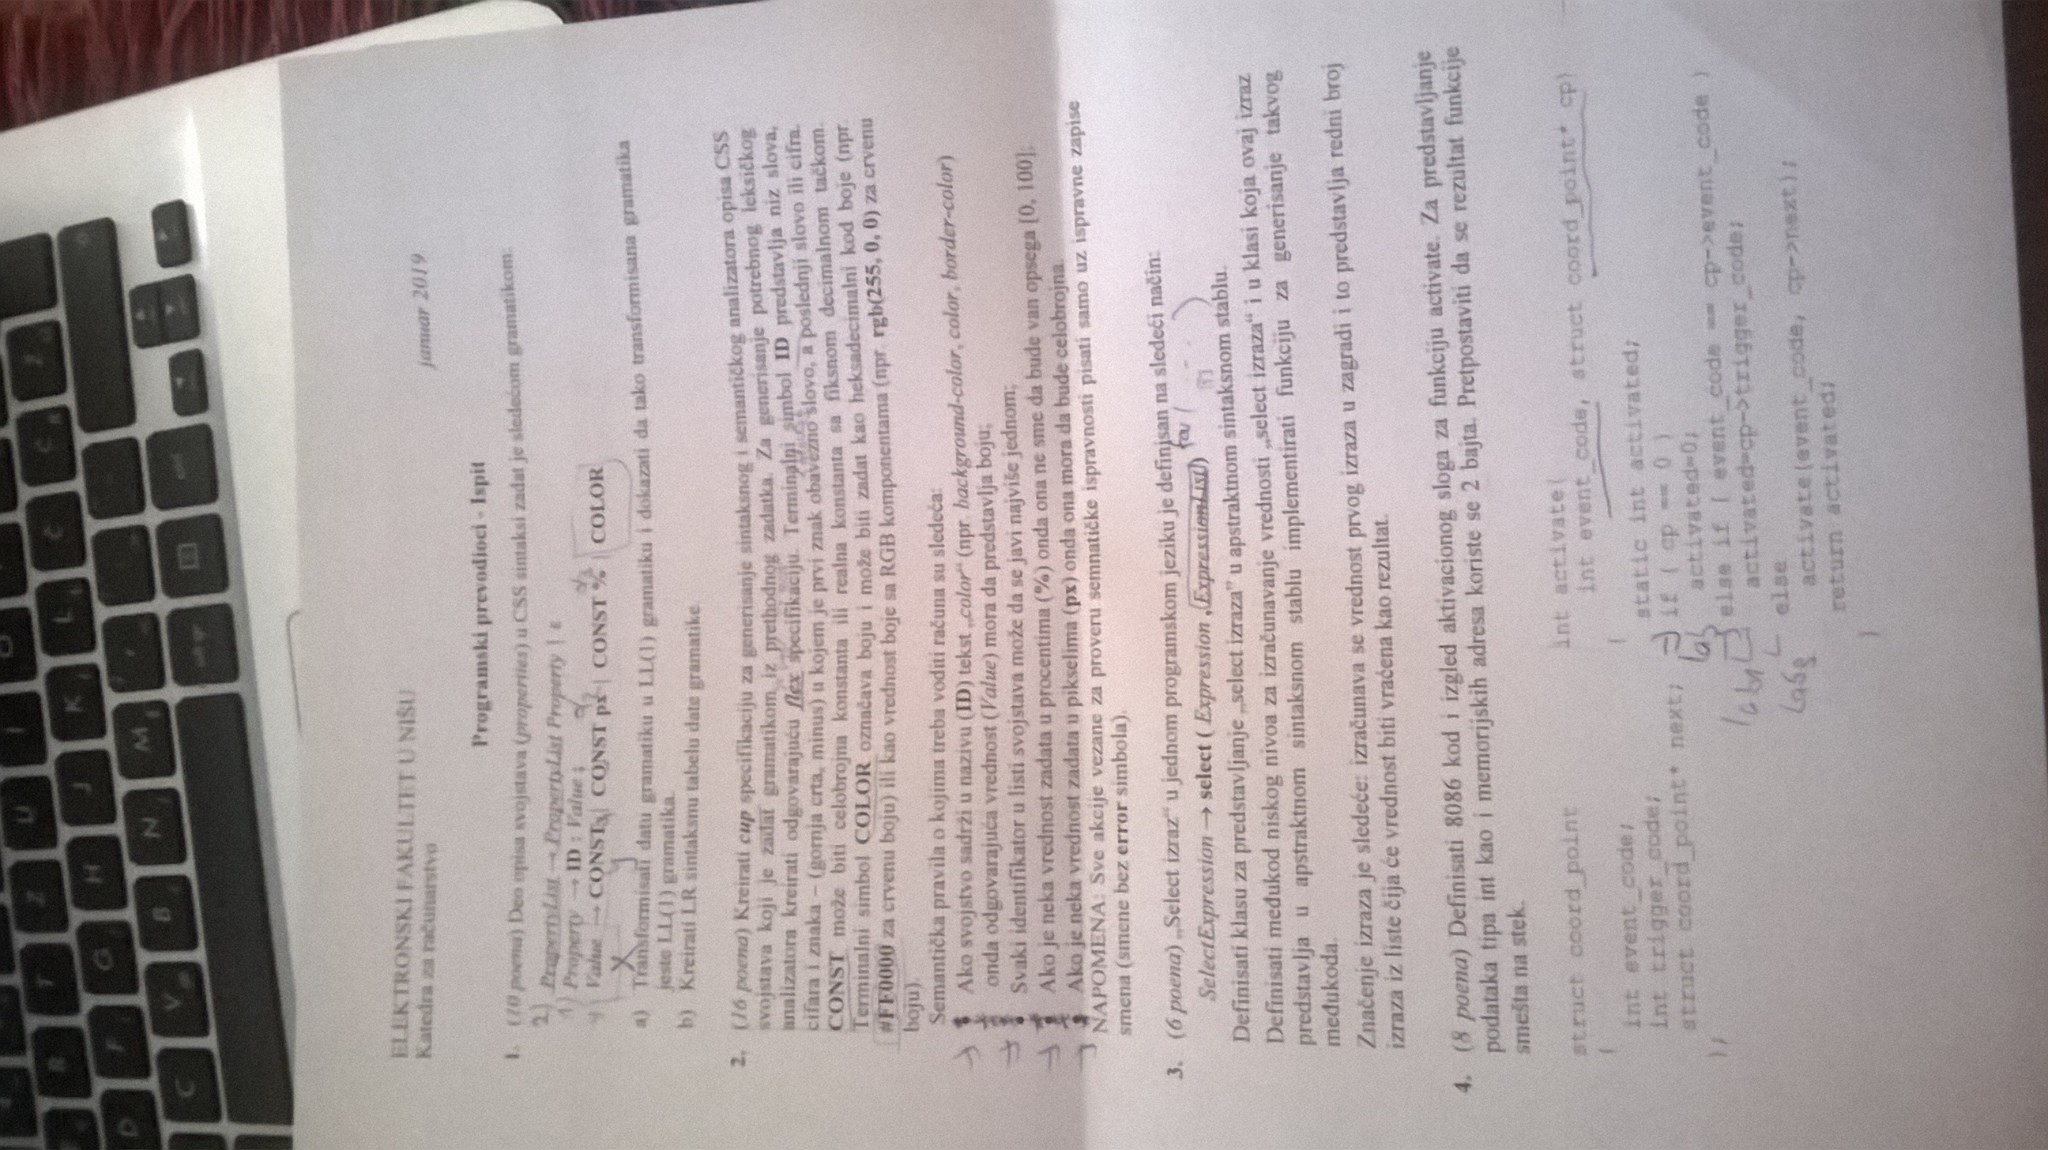 R T Z U I
D F G H J K L Č Ć Ž
C V B N M
alt gr
ELEKTRONSKI FAKULTET U NIŠU
Katedra za računarstvo
januar 2019
Programski prevodioci - Ispit
1. (10 poena) Deo opisa svojstava (properties) u CSS sintaksi zadat je sledećom gramatikom:
2) PropertyList → PropertyList Property | ε
1) Property → ID : Value ;
Value → CONST | CONST px | CONST % | COLOR
x y
a) Transformisati datu gramatiku u LL(1) gramatiku i dokazati da tako transformisana gramatika
jeste LL(1) gramatika.
b) Kreirati LR sintaksnu tabelu date gramatike.
2. (16 poena) Kreirati cup specifikaciju za generisanje sintaksnog i semantičkog analizatora opisa CSS
svojstava koji je zadat gramatikom iz prethodnog zadatka. Za generisanje potrebnog leksičkog
analizatora kreirati odgovarajuću flex specifikaciju. Terminalni simbol ID predstavlja niz slova,
cifara i znaka – (gornja crta, minus) u kojem je prvi znak obavezno slovo, a poslednji slovo ili cifra.
CONST može biti celobrojna konstanta ili realna konstanta sa fiksnom decimalnom tačkom.
Terminalni simbol COLOR označava boju i može biti zadat kao heksadecimalni kod boje (npr.
#FF0000 za crvenu boju) ili kao vrednost boje sa RGB komponentama (npr. rgb(255, 0, 0) za crvenu
boju).
Semantička pravila o kojima treba voditi računa su sledeća:
Ako svojstvo sadrži u nazivu (ID) tekst „color“ (npr. background-color, color, border-color)
onda odgovarajuća vrednost (Value) mora da predstavlja boju;
Svaki identifikator u listi svojstava može da se javi najviše jednom;
Ako je neka vrednost zadata u procentima (%) onda ona ne sme da bude van opsega [0, 100];
Ako je neka vrednost zadata u pikselima (px) onda ona mora da bude celobrojna.
NAPOMENA: Sve akcije vezane za proveru semnatičke ispravnosti pisati samo uz ispravne zapise
smena (smene bez error simbola).
3. (6 poena) „Select izraz“ u jednom programskom jeziku je definisan na sledeći način:
SelectExpression → select ( Expression , ExpressionList )
Definisati klasu za predstavljanje „select izraza” u apstraktnom sintaksnom stablu.
Definisati međukod niskog nivoa za izračunavanje vrednosti „select izraza“ i u klasi koja ovaj izraz
predstavlja u apstraktnom sintaksnom stablu implementirati funkciju za generisanje takvog
međukoda.
Značenje izraza je sledeće: izračunava se vrednost prvog izraza u zagradi i to predstavlja redni broj
izraza iz liste čija će vrednost biti vraćena kao rezultat.
4. (8 poena) Definisati 8086 kod i izgled aktivacionog sloga za funkciju activate. Za predstavljanje
podataka tipa int kao i memorijskih adresa koriste se 2 bajta. Pretpostaviti da se rezultat funkcije
smešta na stek.
struct coord_point
{
int event_code;
int trigger_code;
struct coord_point* next;
};
int activate(
int event_code, struct coord_point* cp)
{
static int activated;
if ( cp == 0 )
lab activated=0;
else if ( event_code == cp->event_code )
lab1 activated=cp->trigger_code;
else
lab2 activate(event_code, cp->next);
return activated;
}